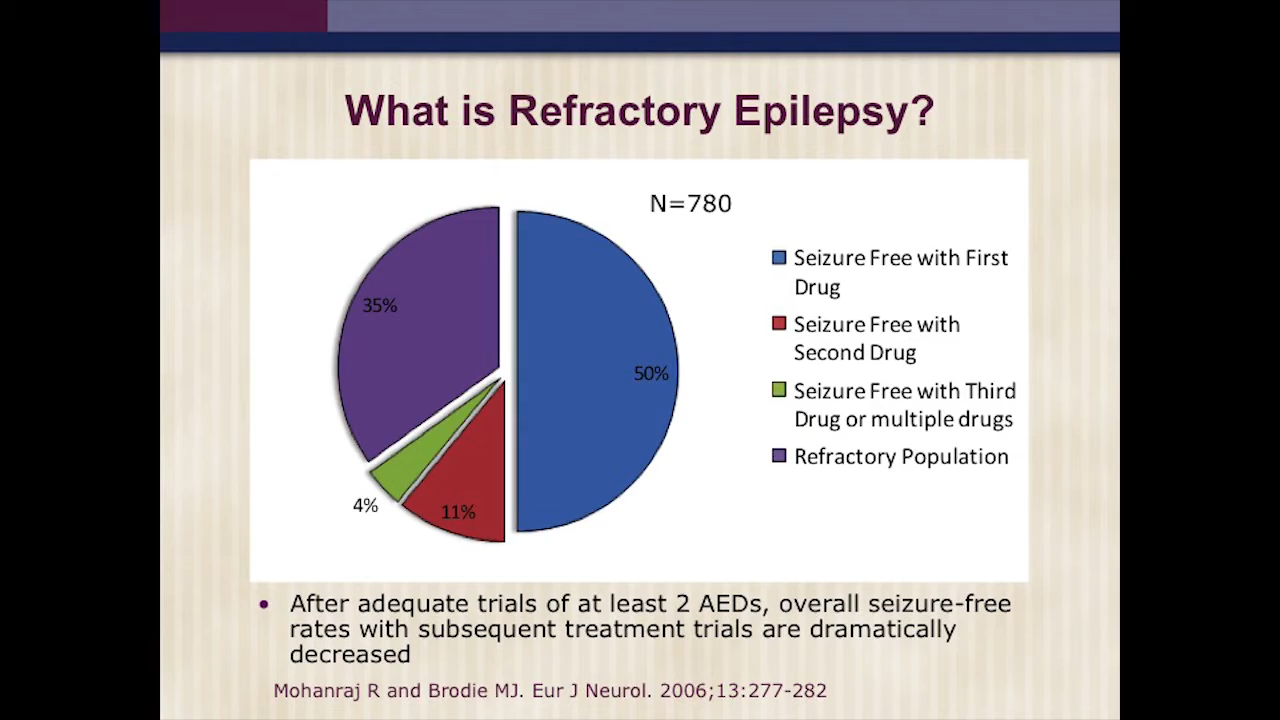 What is Refractory Epilepsy?
N=780
35%
50%
4%
11%
Seizure Free with First
Drug
Seizure Free with
Second Drug
Seizure Free with Third
Drug or multiple drugs
Refractory Population
• After adequate trials of at least 2 AEDs, overall seizure-free
rates with subsequent treatment trials are dramatically
decreased
Mohanraj R and Brodie MJ. Eur J Neurol. 2006;13:277-282